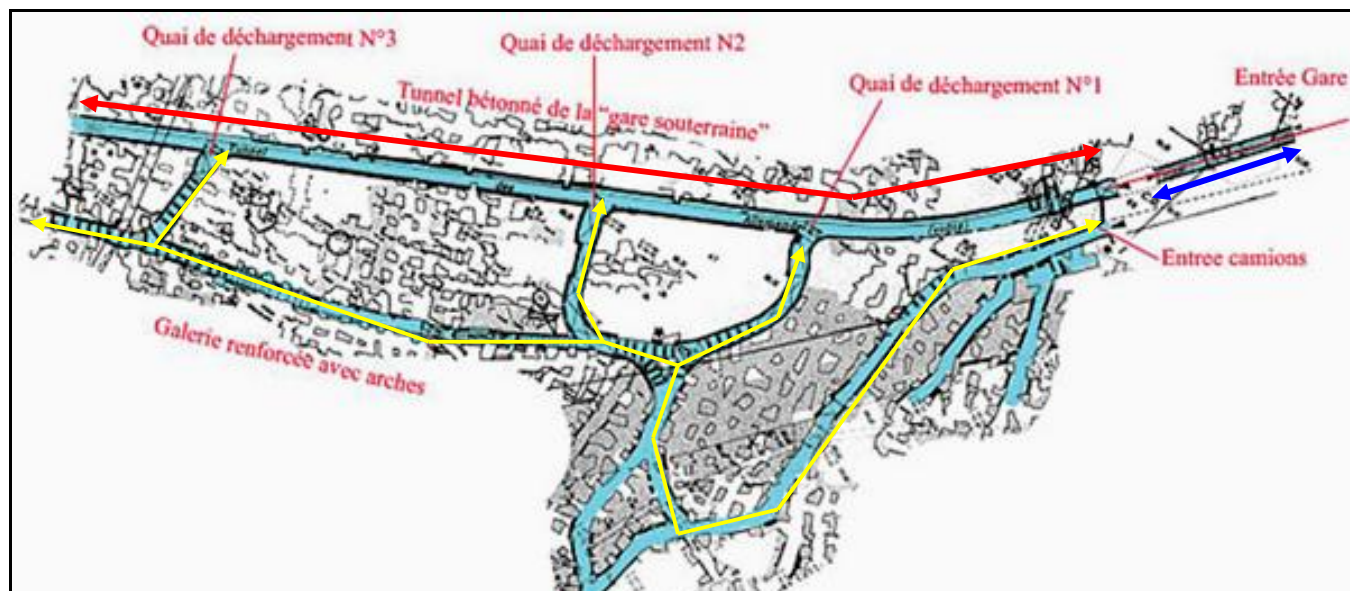 Quai de déchargement N°3
Quai de déchargement N2
Quai de déchargement N°1
Entrée Gare
Tunnel bétonné de la "gare souterraine"
Entree camions
Galerie renforcée avec arches